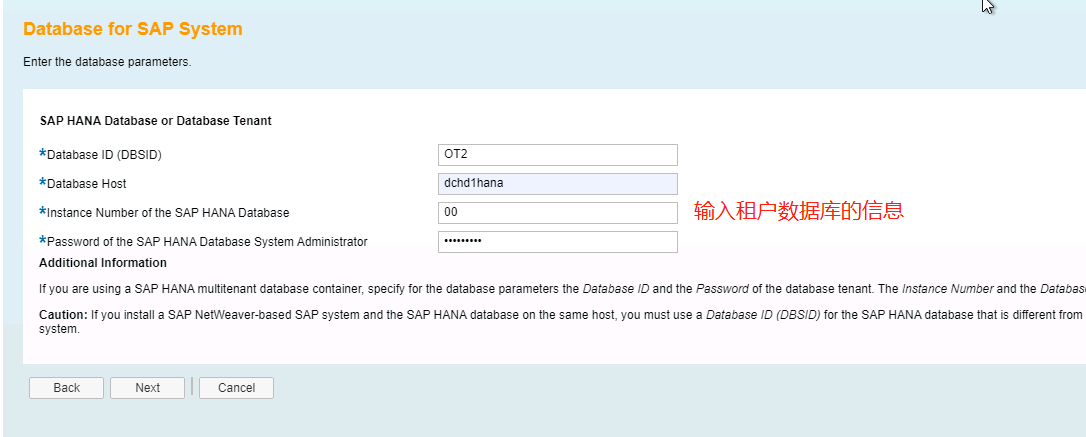 Database for SAP System
Enter the database parameters.
SAP HANA Database or Database Tenant
*Database ID (DBSID) OT2
*Database Host dchd1hana
*Instance Number of the SAP HANA Database 00 输入租户数据库的信息
*Password of the SAP HANA Database System Administrator •••••••••
Additional Information
If you are using a SAP HANA multitenant database container, specify for the database parameters the Database ID and the Password of the database tenant. The Instance Number and the Databas
Caution: If you install a SAP NetWeaver-based SAP system and the SAP HANA database on the same host, you must use a Database ID (DBSID) for the SAP HANA database that is different from
system.
Back Next Cancel